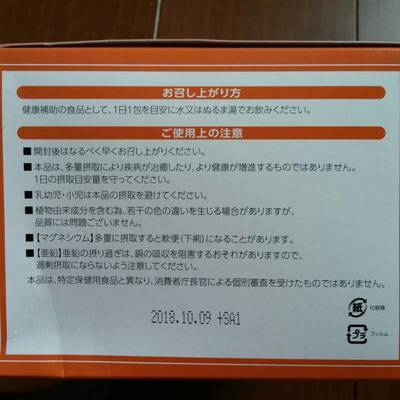 お召し上がり方
健康補助の食品として、1日1包を目安に水又はぬるま湯でお飲みください。
ご使用上の注意
■開封後はなるべく早くお召し上がりください。
■本品は、多量摂取により疾病が治癒したり、より健康が増進するものではありません。
1日の摂取目安量を守ってください。
■乳幼児・小児は本品の摂取を避けてください。
■植物由来成分を含む為、若干の色の違いを生じる場合がありますが、
品質には問題ございません。
■【マグネシウム】多量に摂取すると軟便(下痢)になることがあります。
■【亜鉛】亜鉛の摂り過ぎは、銅の吸収を阻害するおそれがありますので、
過剰摂取にならないよう注意してください。
本品は、特定保健用食品と異なり、消費者庁長官による個別審査を受けたものではありません。
紙 化粧箱
2018.10.09 +SA1
プラ フィルム